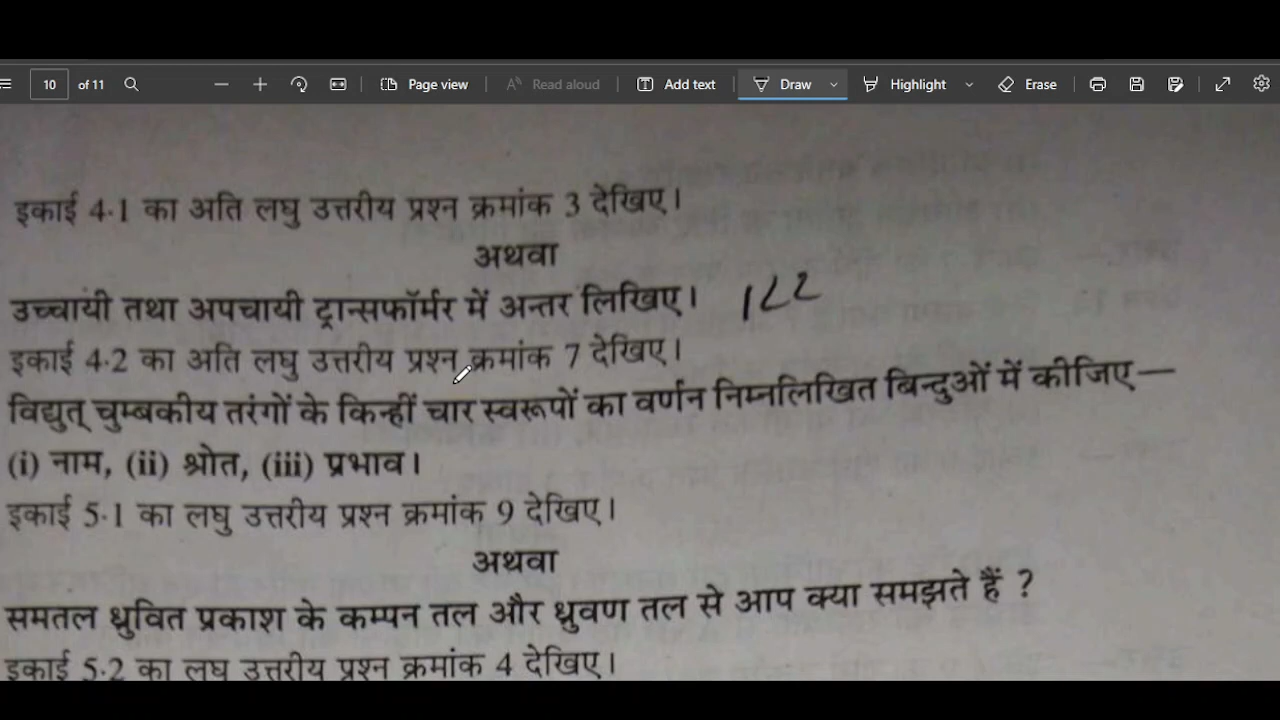 10 of 11 Page view Read aloud Add text Draw Highlight Erase
इकाई 4·1 का अति लघु उत्तरीय प्रश्न क्रमांक 3 देखिए।
अथवा
उच्चायी तथा अपचायी ट्रान्सफॉर्मर में अन्तर लिखिए।
इकाई 4·2 का अति लघु उत्तरीय प्रश्न क्रमांक 7 देखिए।
विद्युत् चुम्बकीय तरंगों के किन्हीं चार स्वरूपों का वर्णन निम्नलिखित बिन्दुओं में कीजिए—
(i) नाम, (ii) श्रोत, (iii) प्रभाव।
इकाई 5·1 का लघु उत्तरीय प्रश्न क्रमांक 9 देखिए।
अथवा
समतल ध्रुवित प्रकाश के कम्पन तल और ध्रुवण तल से आप क्या समझते हैं ?
इकाई 5·2 का लघु उत्तरीय प्रश्न क्रमांक 4 देखिए।